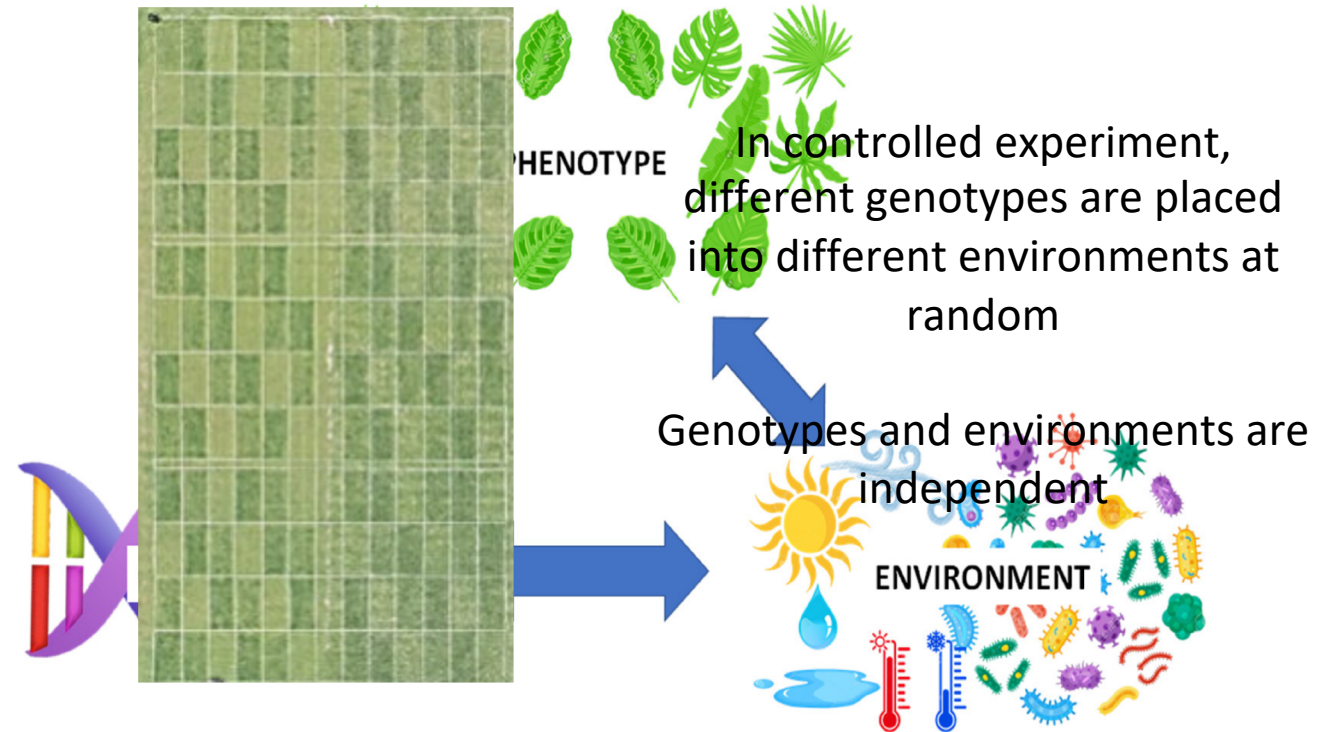 PHENOTYPE
In controlled experiment,
different genotypes are placed
into different environments at
random
Genotypes and environments are
independent
ENVIRONMENT